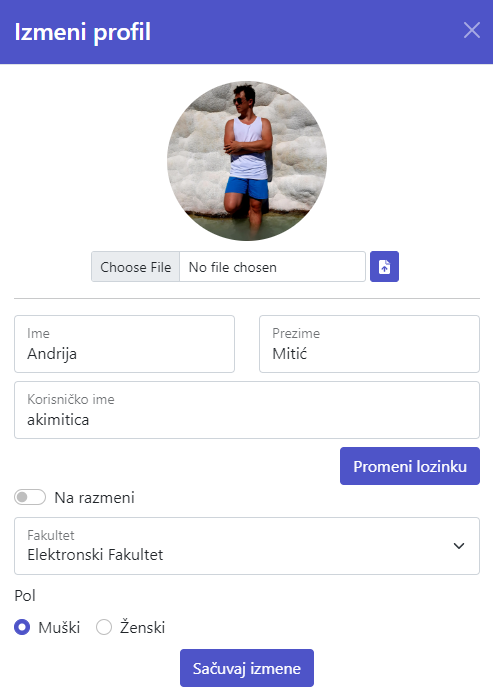 Izmeni profil
Choose File No file chosen
Ime Prezime
Andrija Mitić
Korisničko ime
akimitica
Promeni lozinku
Na razmeni
Fakultet
Elektronski Fakultet
Pol
Muški Ženski
Sačuvaj izmene